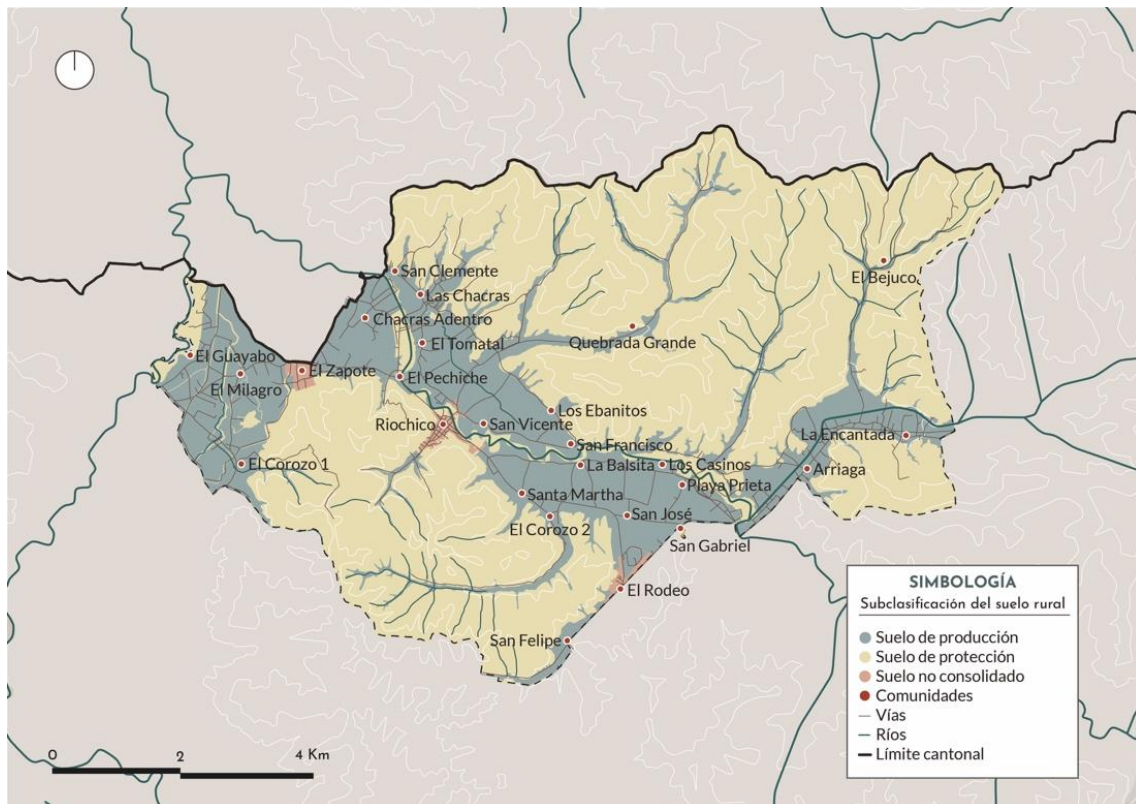 San Clemente
Las Chacras
Chacras Adentro
El Bejuco
El Tomatal
Quebrada Grande
El Guayabo
El Zapote
El Milagro
El Pechiche
Los Ebanitos
Riochico
San Vicente
La Encantada
San Francisco
El Corozo 1
La Balsita
Los Casinos
Arriaga
Playa Prieta
Santa Martha
San José
El Corozo 2
San Gabriel
El Rodeo
San Felipe
SIMBOLOGÍA
Subclasificación del suelo rural
Suelo de producción
Suelo de protección
Suelo no consolidado
Comunidades
Vías
Ríos
Límite cantonal
0 2 4 Km